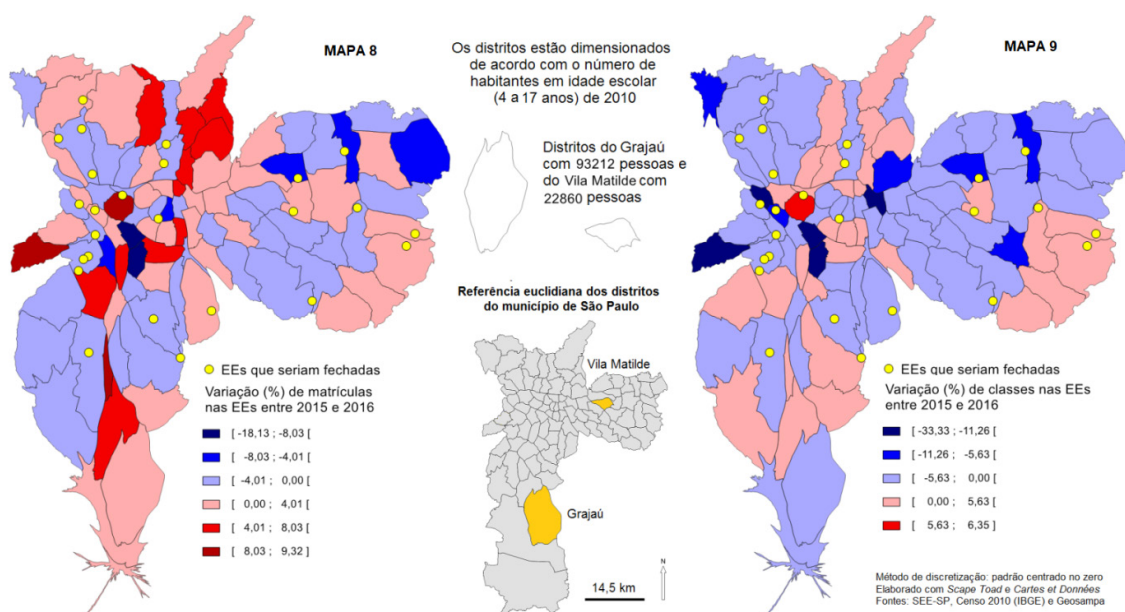 MAPA 8
Os distritos estão dimensionados
de acordo com o número de
habitantes em idade escolar
(4 a 17 anos) de 2010
MAPA 9
Distritos do Grajaú
com 93212 pessoas e
do Vila Matilde com
22860 pessoas
Referência euclidiana dos distritos
do município de São Paulo
Vila Matilde
Grajaú
14,5 km
N
EEs que seriam fechadas
Variação (%) de matrículas
nas EEs entre 2015 e 2016
[ -18,13 ; -8,03 [
[ -8,03 ; -4,01 [
[ -4,01 ; 0,00 [
[ 0,00 ; 4,01 [
[ 4,01 ; 8,03 [
[ 8,03 ; 9,32 [
EEs que seriam fechadas
Variação (%) de classes nas EEs
entre 2015 e 2016
[ -33,33 ; -11,26 [
[ -11,26 ; -5,63 [
[ -5,63 ; 0,00 [
[ 0,00 ; 5,63 [
[ 5,63 ; 6,35 [
Método de discretização: padrão centrado no zero
Elaborado com Scape Toad e Cartes et Données
Fontes: SEE-SP, Censo 2010 (IBGE) e Geosampa